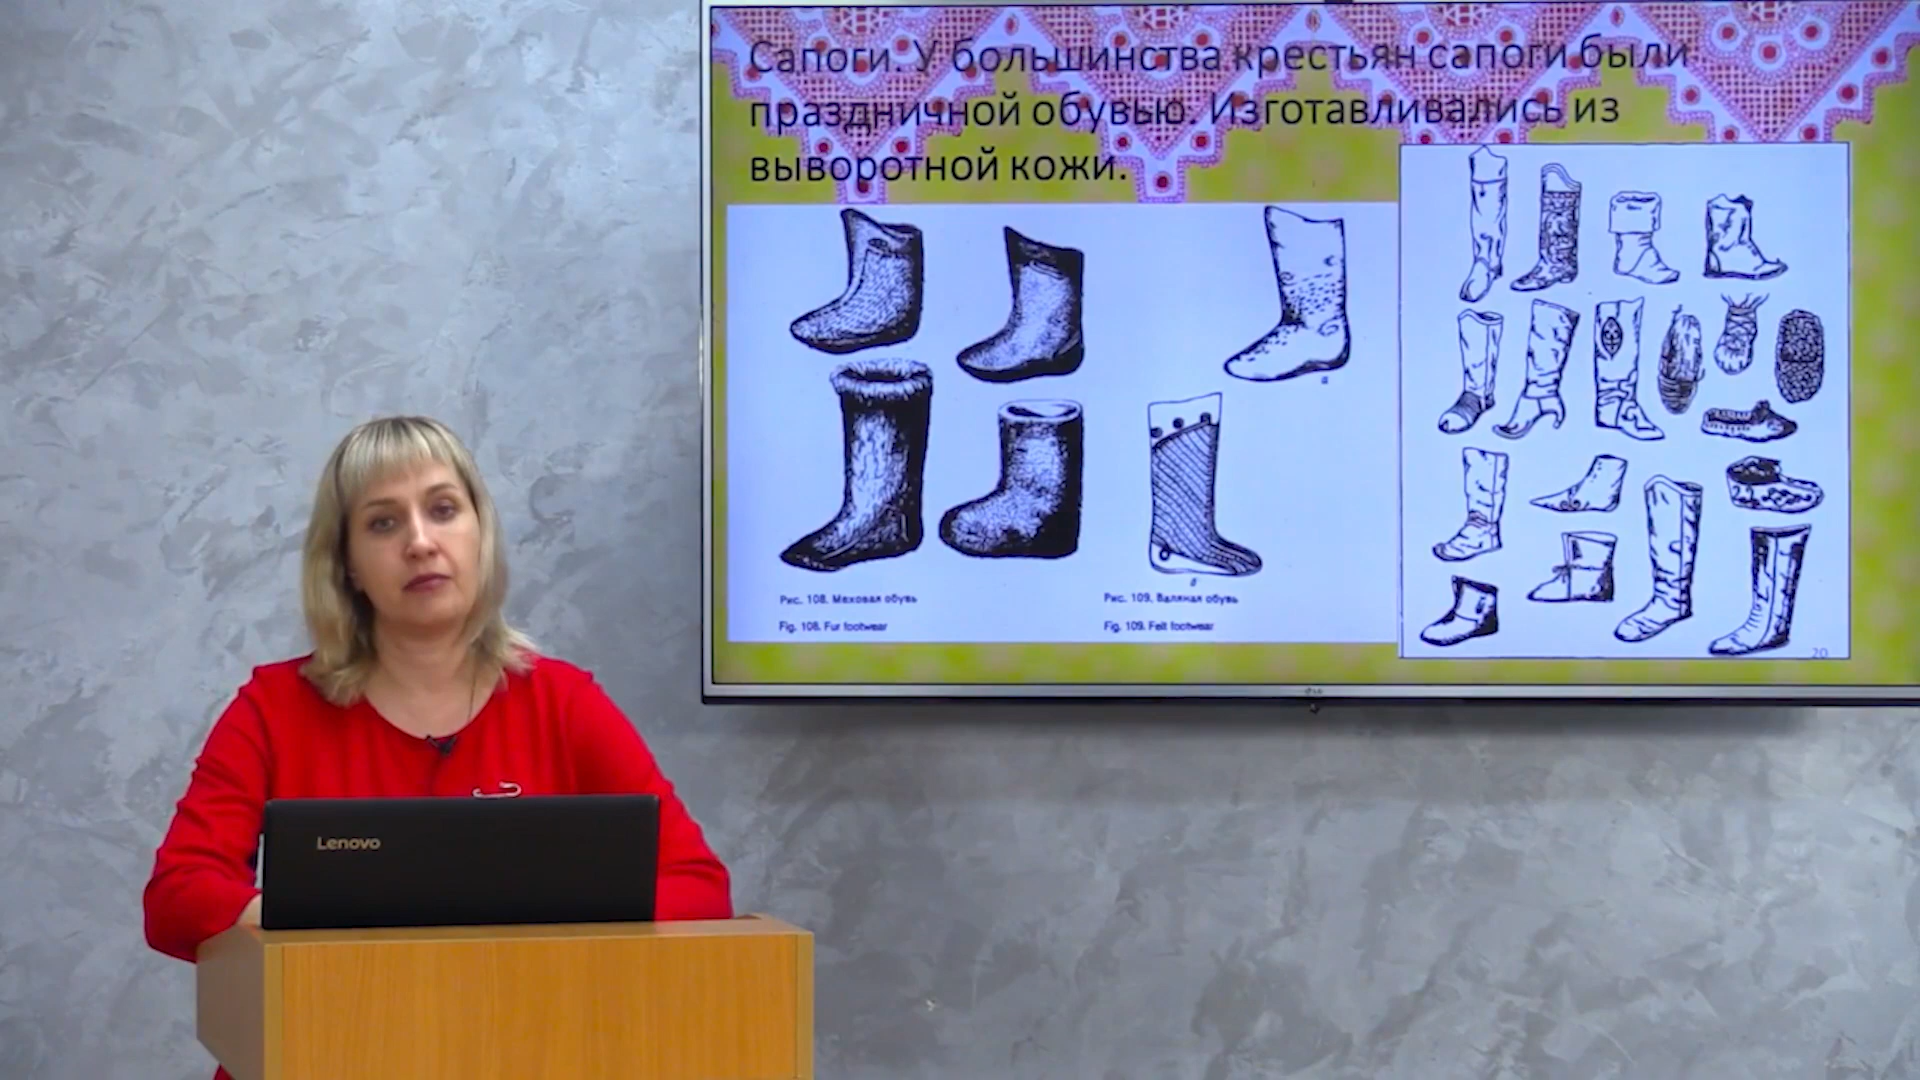 Сапоги. У большинства крестьян сапоги были
праздничной обувью. Изготавливались из
выворотной кожи.
а
б
Рис. 108. Меховая обувь
Fig. 108. Fur footwear
Рис. 109. Валяная обувь
Fig. 109. Felt footwear
20
LG
Lenovo